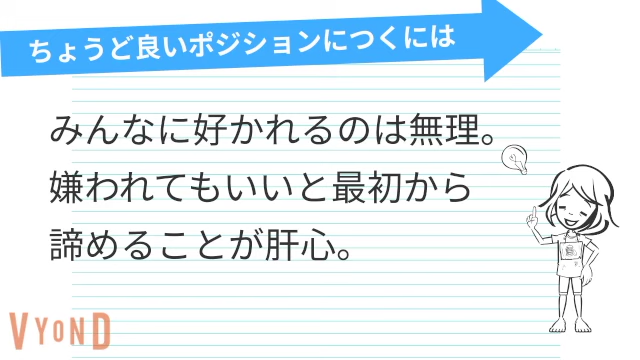 ちょうど良いポジションにつくには
みんなに好かれるのは無理。
嫌われてもいいと最初から
諦めることが肝心。
VYOND